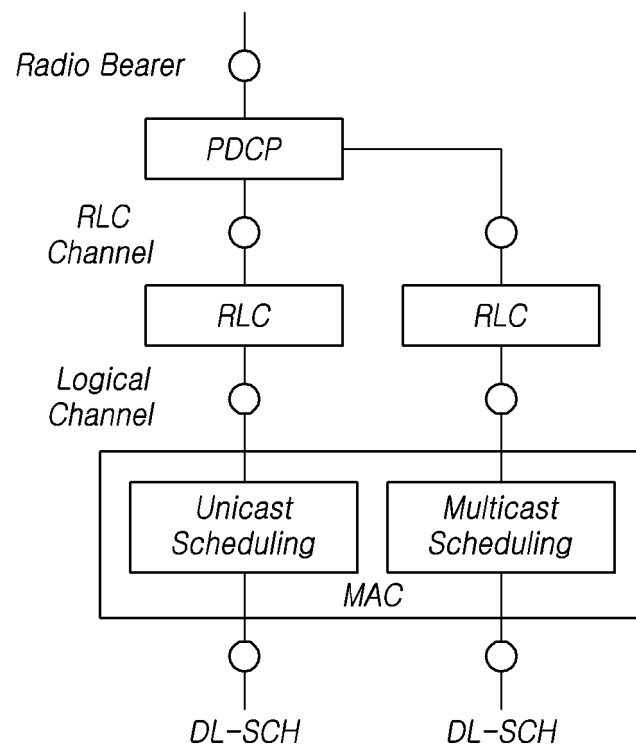 Radio Bearer
PDCP
RLC
Channel
RLC
RLC
Logical
Channel
Unicast
Scheduling
Multicast
Scheduling
MAC
DL-SCH
DL-SCH